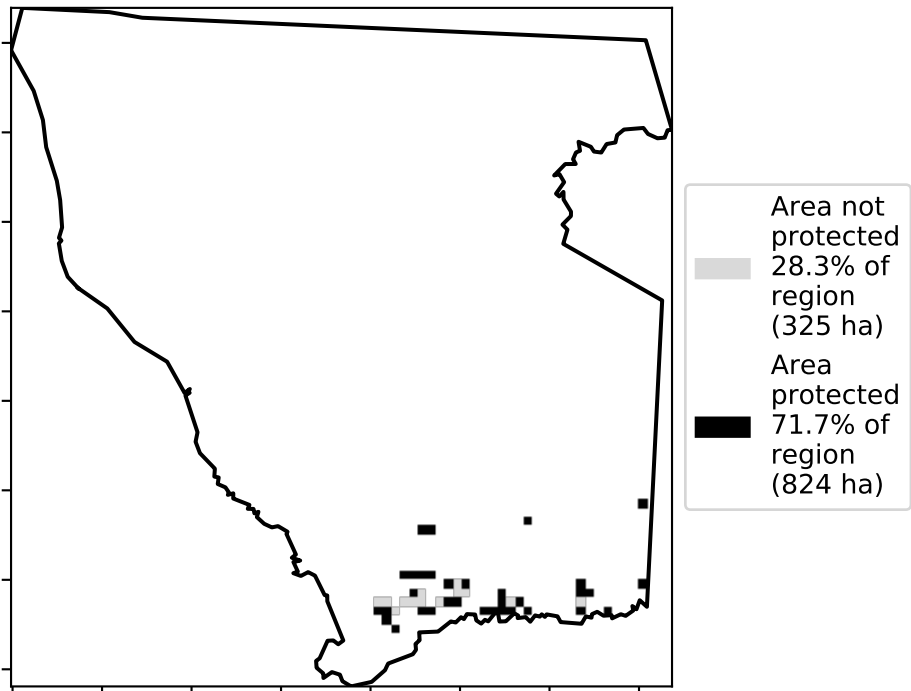 Area not
protected
28.3% of
region
(325 ha)
Area
protected
71.7% of
region
(824 ha)